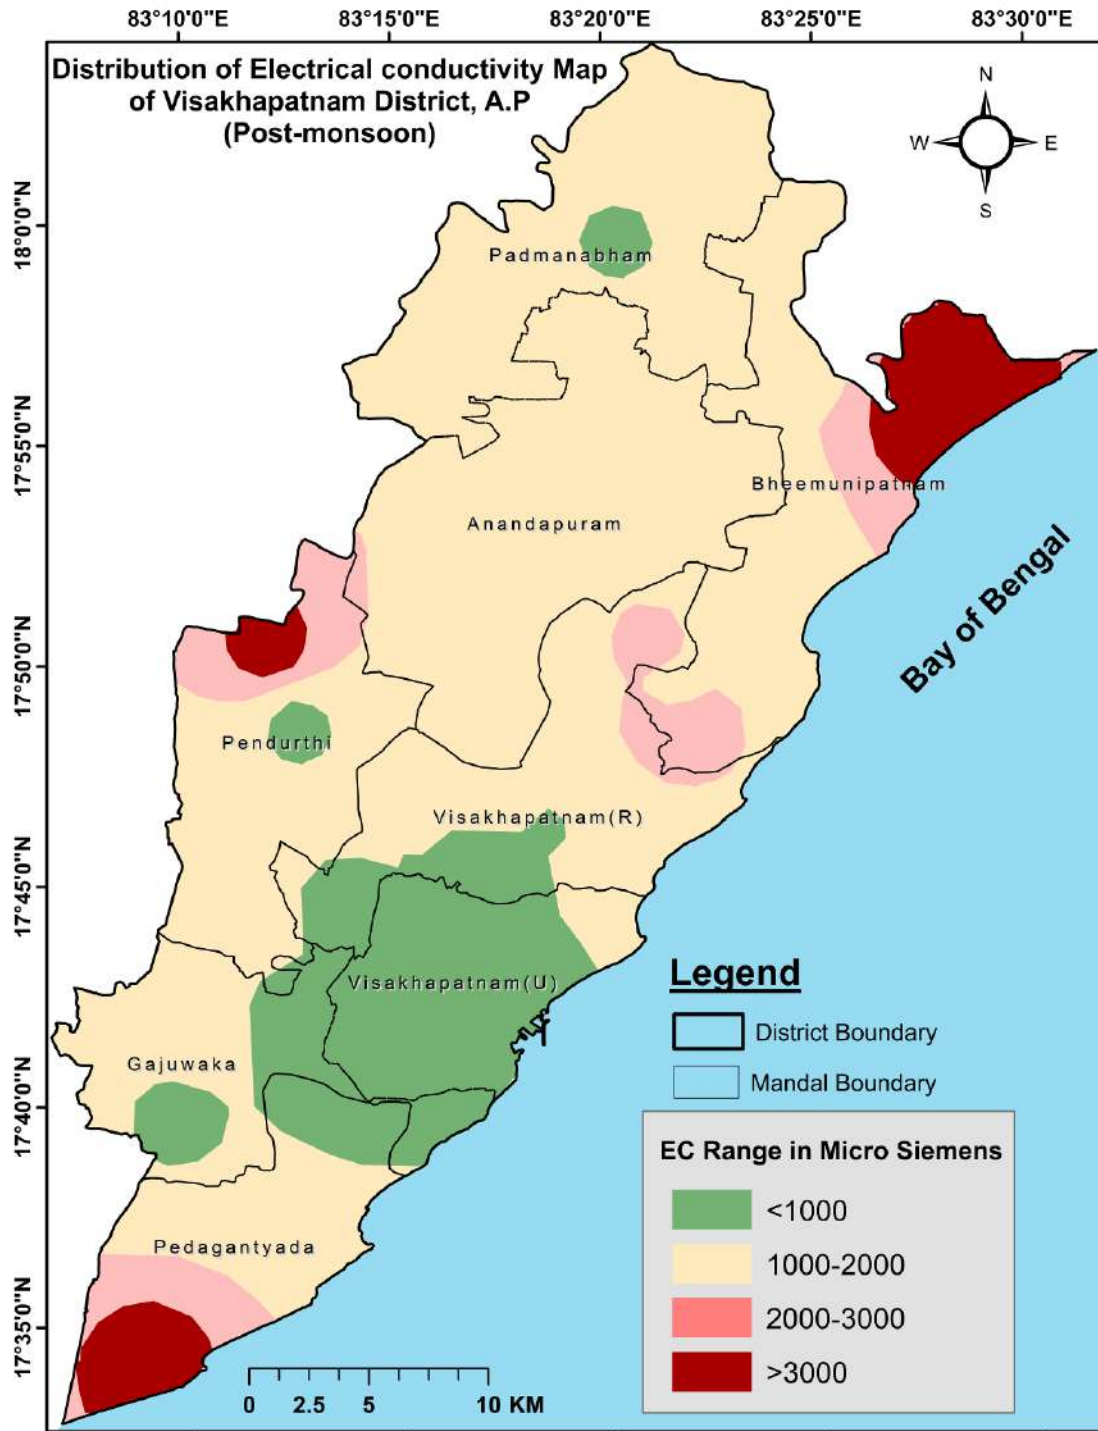 83°10'0"E 83°15'0"E 83°20'0"E 83°25'0"E 83°30'0"E
Distribution of Electrical conductivity Map
of Visakhapatnam District, A.P
(Post-monsoon)
N
W E
S
18°0'0"N
17°55'0"N
17°50'0"N
17°45'0"N
17°40'0"N
17°35'0"N
Padmanabham
Bheemunipatnam
Anandapuram
Bay of Bengal
Pendurthi
Visakhapatnam(R)
Visakhapatnam(U)
Gajuwaka
Pedagantyada
Legend
District Boundary
Mandal Boundary
EC Range in Micro Siemens
<1000
1000-2000
2000-3000
>3000
0 2.5 5 10 KM